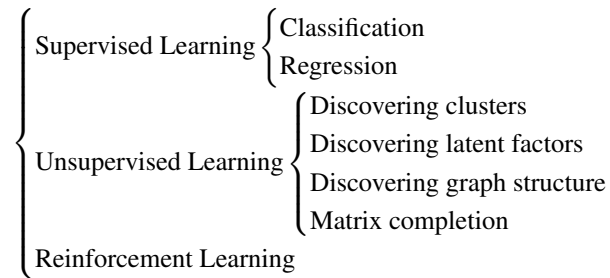 Supervised Learning
Classification
Regression
Unsupervised Learning
Discovering clusters
Discovering latent factors
Discovering graph structure
Matrix completion
Reinforcement Learning